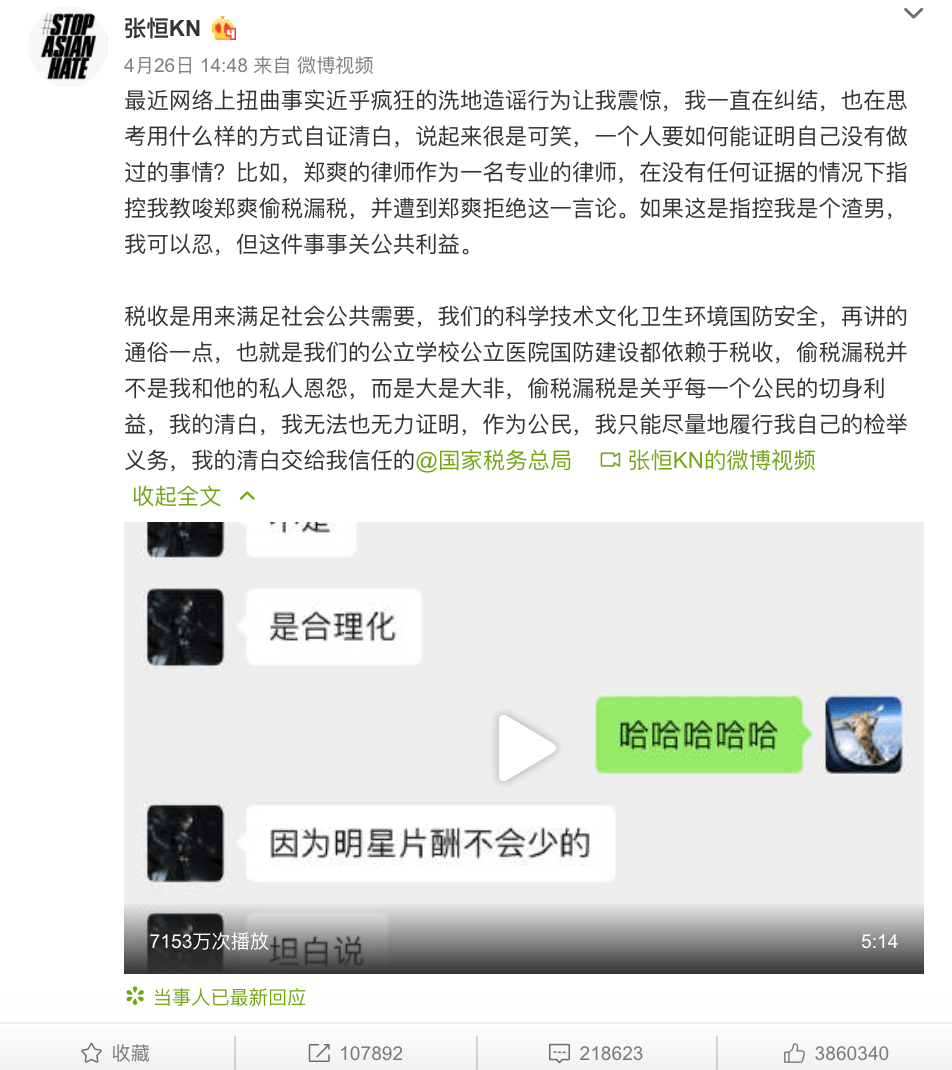 #STOP
ASIAN
HATE
张恒KN
4月26日 14:48 来自 微博视频
最近网络上扭曲事实近乎疯狂的洗地造谣行为让我震惊，我一直在纠结，也在思
考用什么样的方式自证清白，说起来很是可笑，一个人要如何能证明自己没有做
过的事情？比如，郑爽的律师作为一名专业的律师，在没有任何证据的情况下指
控我教唆郑爽偷税漏税，并遭到郑爽拒绝这一言论。如果这是指控我是个渣男，
我可以忍，但这件事事关公共利益。
税收是用来满足社会公共需要，我们的科学技术文化卫生环境国防安全，再讲的
通俗一点，也就是我们的公立学校公立医院国防建设都依赖于税收，偷税漏税并
不是我和他的私人恩怨，而是大是大非，偷税漏税是关乎每一个公民的切身利
益，我的清白，我无法也无力证明，作为公民，我只能尽量地履行我自己的检举
义务，我的清白交给我信任的@国家税务总局 张恒KN的微博视频
收起全文
不是
是合理化
哈哈哈哈哈
因为明星片酬不会少的
坦白说
7153万次播放
5:14
当事人已最新回应
收藏
107892
218623
3860340